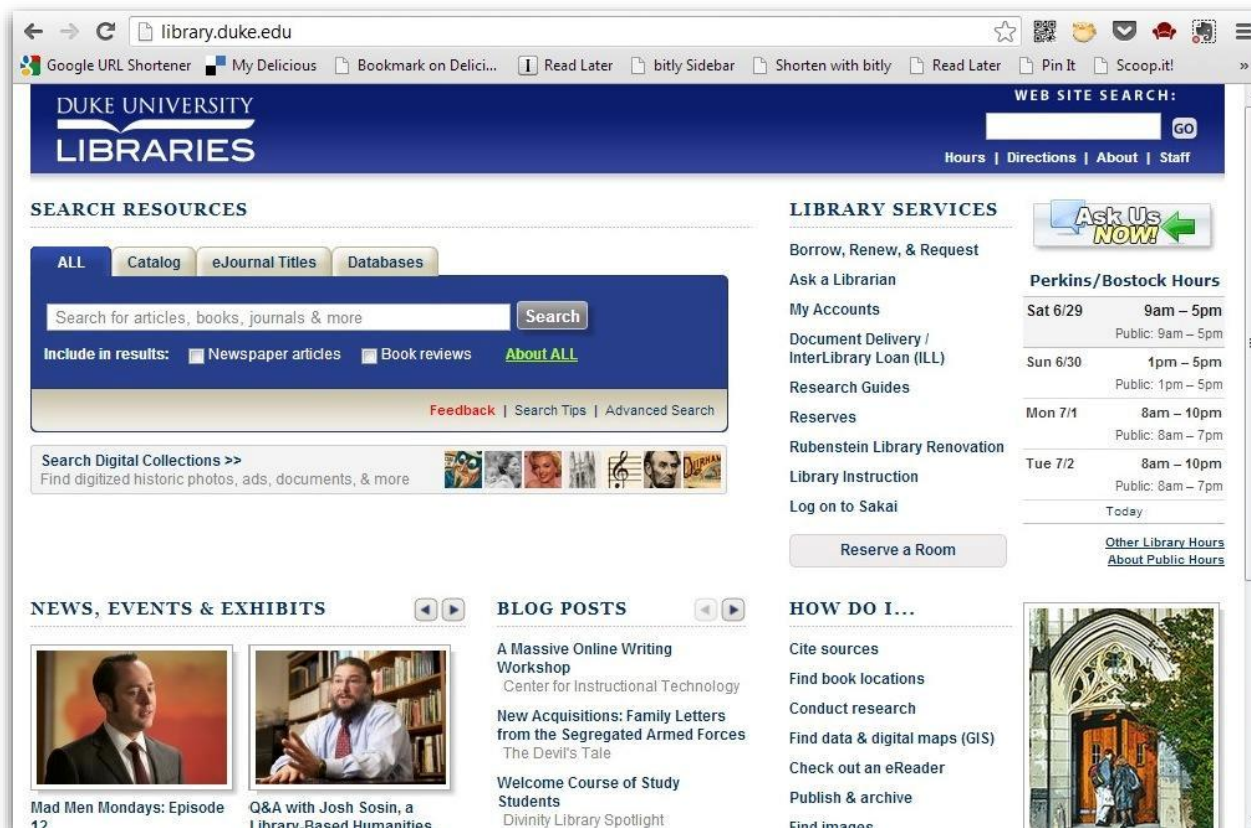 library.duke.edu
Google URL Shortener
My Delicious
Bookmark on Delici...
Read Later
bitly Sidebar
Shorten with bitly
Read Later
Pin It
Scoop.it!
»
DUKE UNIVERSITY
LIBRARIES
WEB SITE SEARCH:
GO
Hours | Directions | About | Staff
SEARCH RESOURCES
ALL
Catalog
eJournal Titles
Databases
Search for articles, books, journals & more
Search
Include in results:
Newspaper articles
Book reviews
About ALL
Feedback | Search Tips | Advanced Search
Search Digital Collections >>
Find digitized historic photos, ads, documents, & more
DURHAM
LIBRARY SERVICES
Borrow, Renew, & Request
Ask a Librarian
My Accounts
Document Delivery /
InterLibrary Loan (ILL)
Research Guides
Reserves
Rubenstein Library Renovation
Library Instruction
Log on to Sakai
Reserve a Room
Ask Us
NOW!
Perkins/Bostock Hours
Sat 6/29 9am – 5pm
Public: 9am – 5pm
Sun 6/30 1pm – 5pm
Public: 1pm – 5pm
Mon 7/1 8am – 10pm
Public: 8am – 7pm
Tue 7/2 8am – 10pm
Public: 8am – 7pm
Today
Other Library Hours
About Public Hours
NEWS, EVENTS & EXHIBITS
Mad Men Mondays: Episode
12
Q&A with Josh Sosin, a
Library-Based Humanities
BLOG POSTS
A Massive Online Writing
Workshop
Center for Instructional Technology
New Acquisitions: Family Letters
from the Segregated Armed Forces
The Devil's Tale
Welcome Course of Study
Students
Divinity Library Spotlight
HOW DO I...
Cite sources
Find book locations
Conduct research
Find data & digital maps (GIS)
Check out an eReader
Publish & archive
Find images